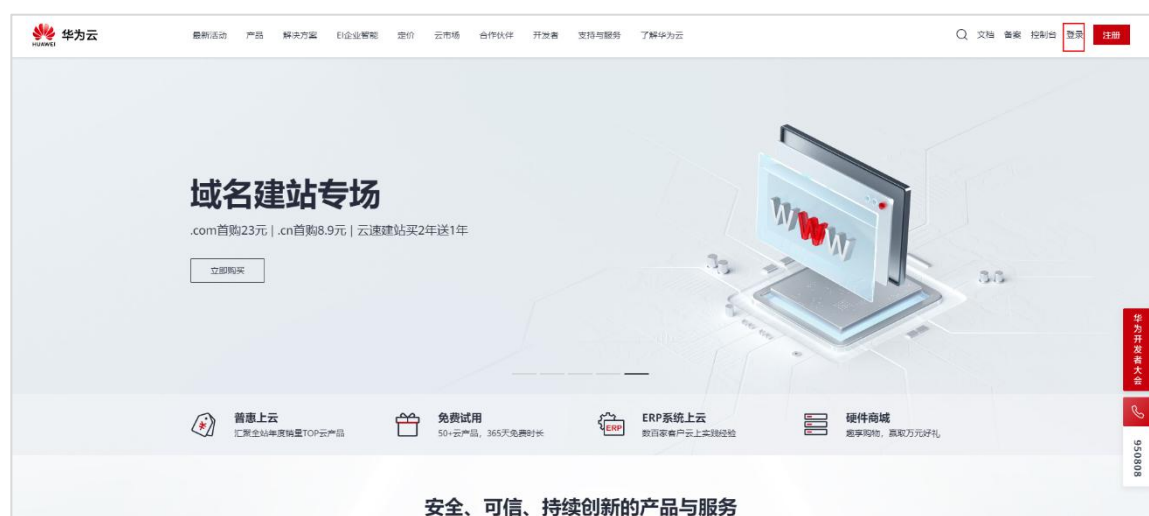 HUAWEI
华为云
最新活动 产品 解决方案 EI企业智能 定价 云市场 合作伙伴 开发者 支持与服务 了解华为云
文档 备案 控制台 登录 注册
域名建站专场
.com首购23元 | .cn首购8.9元 | 云速建站买2年送1年
立即购买
WWW
普惠上云
汇聚全站年度销量TOP云产品
免费试用
50+云产品，365天免费时长
ERP
ERP系统上云
数百家客户云上实践经验
硬件商城
趣享购物，赢取万元好礼
华为开发者大会
950808
安全、可信、持续创新的产品与服务